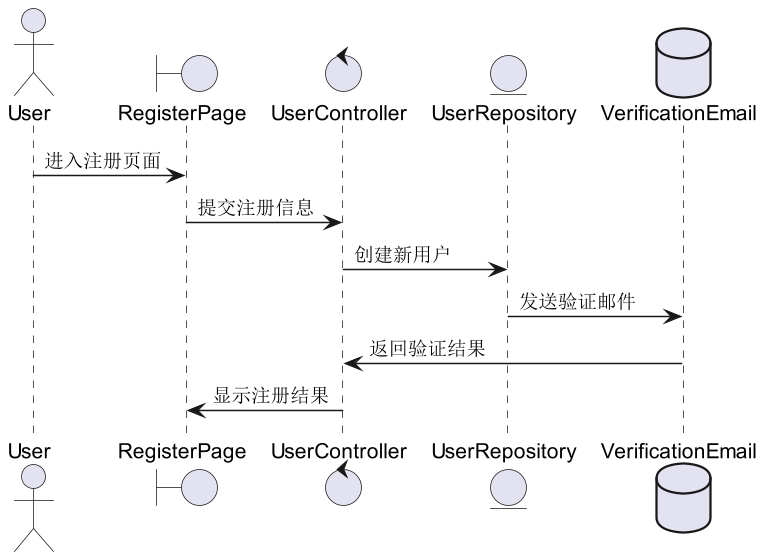 User RegisterPage UserController UserRepository VerificationEmail
进入注册页面
提交注册信息
创建新用户
发送验证邮件
返回验证结果
显示注册结果
User RegisterPage UserController UserRepository VerificationEmail